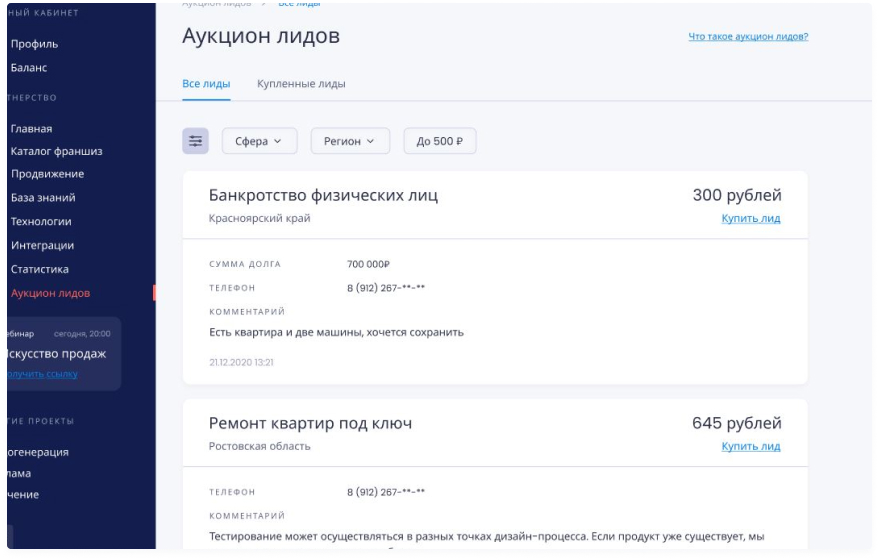 НЫЙ КАБИНЕТ
Профиль
Баланс
ТНЕРСТВО
Главная
Каталог франшиз
Продвижение
База знаний
Технологии
Интеграции
Статистика
Аукцион лидов
ебинар сегодня, 20:00
Искусство продаж
олучить ссылку
ГИЕ ПРОЕКТЫ
огенерация
лама
чение
Аукцион лидов > Все лиды
Аукцион лидов
Что такое аукцион лидов?
Все лиды Купленные лиды
Сфера Регион До 500 ₽
Банкротство физических лиц 300 рублей
Красноярский край Купить лид
СУММА ДОЛГА 700 000₽
ТЕЛЕФОН 8 (912) 267-**-**
КОММЕНТАРИЙ
Есть квартира и две машины, хочется сохранить
21.12.2020 13:21
Ремонт квартир под ключ 645 рублей
Ростовская область Купить лид
ТЕЛЕФОН 8 (912) 267-**-**
КОММЕНТАРИЙ
Тестирование может осуществляться в разных точках дизайн-процесса. Если продукт уже существует, мы